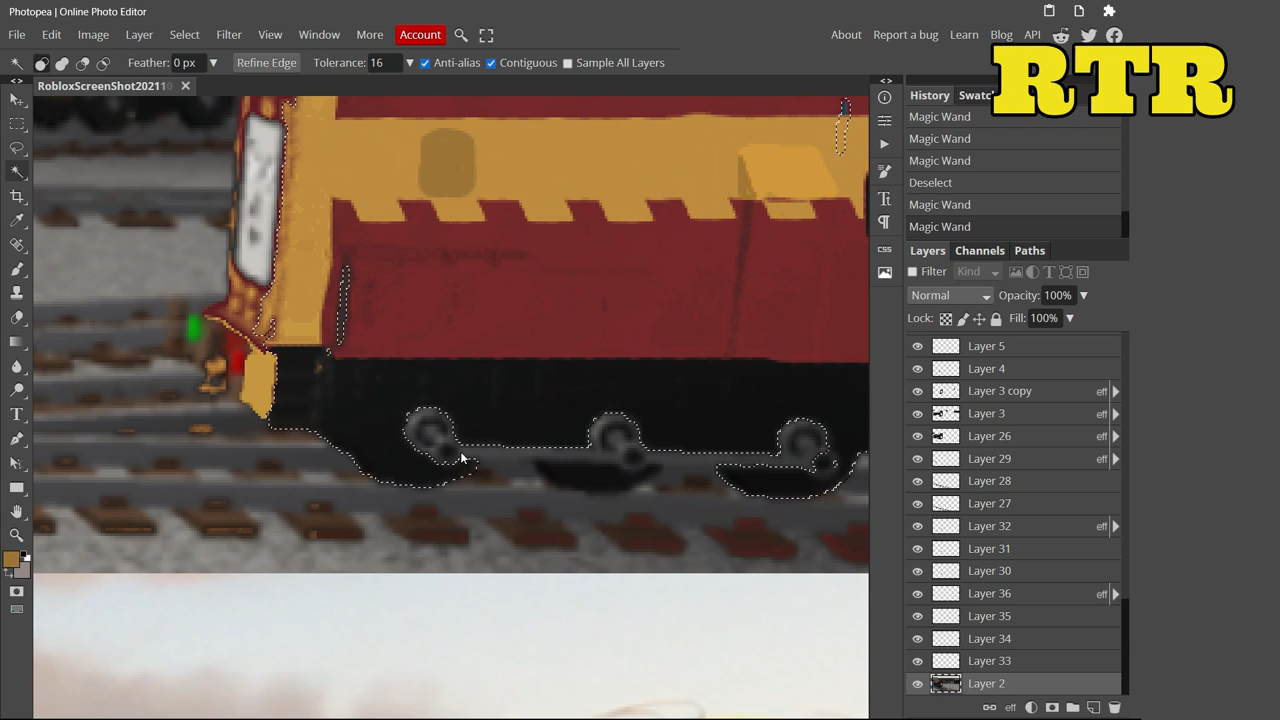 Photopea | Online Photo Editor
File Edit Image Layer Select Filter View Window More Account
About Report a bug Learn Blog API
Feather: 0 px Refine Edge Tolerance: 16 Anti-alias Contiguous Sample All Layers
RTR
RobloxScreenShot202110
History Swatc
Magic Wand
Magic Wand
Magic Wand
Deselect
Magic Wand
Magic Wand
Layers Channels Paths
Filter Kind
Normal Opacity: 100%
Lock: Fill: 100%
Layer 5
Layer 4
Layer 3 copy eff
Layer 3 eff
Layer 26 eff
Layer 29 eff
Layer 28
Layer 27
Layer 32 eff
Layer 31
Layer 30
Layer 36 eff
Layer 35
Layer 34
Layer 33
Layer 2
eff
CSS